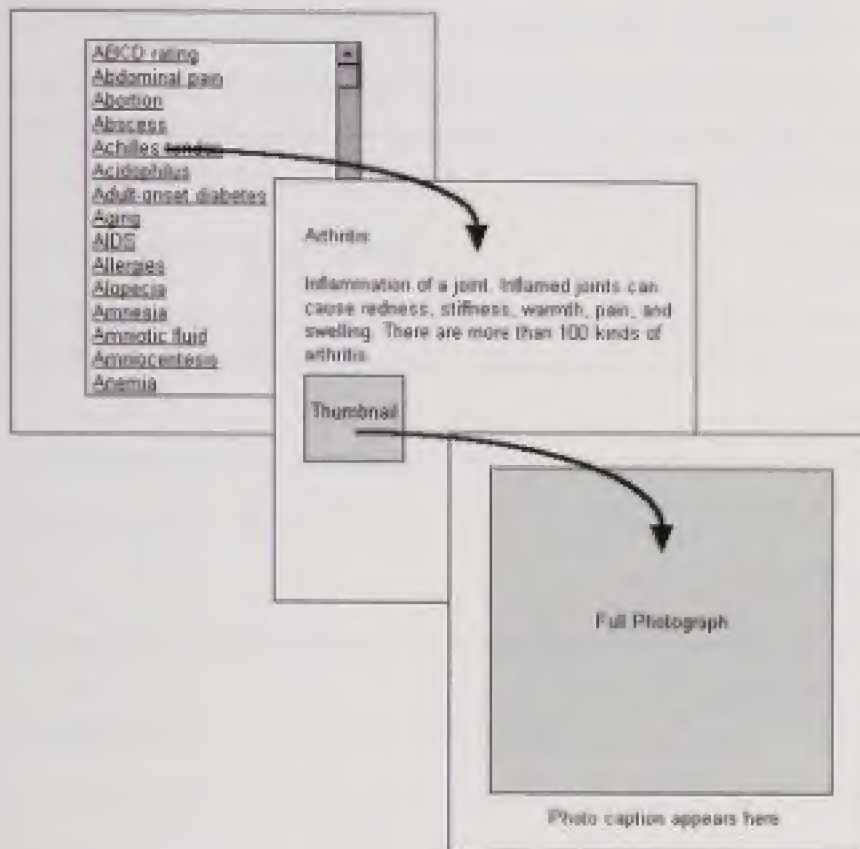 ABCD rating
Abdominal pain
Abortion
Abscess
Achilles tendon
Acidophilus
Adult-onset diabetes
Aging
AIDS
Allergies
Alopecia
Amnesia
Amniotic fluid
Amniocentesis
Anemia
Arthritis
Inflammation of a joint. Inflamed joints can
cause redness, stiffness, warmth, pain, and
swelling. There are more than 100 kinds of
arthritis.
Thumbnail
Full Photograph
Photo caption appears here